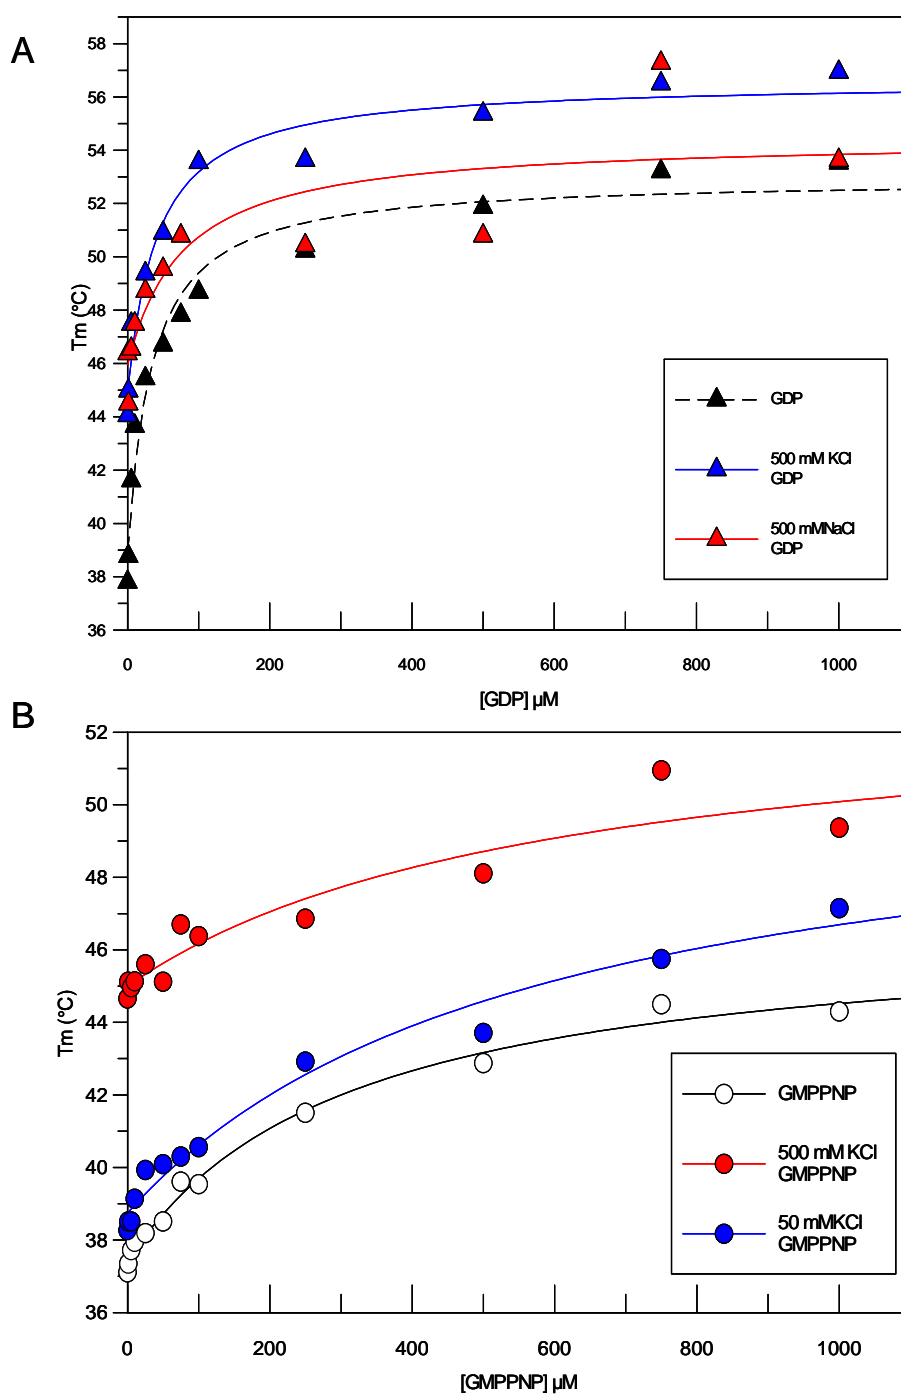 A
58
56
54
52
50
48
46
44
42
40
38
36
Tm (°C)
GDP
500 mM KCl
GDP
500 mMNaCl
GDP
0
200
400
600
800
1000
[GDP] µM
B
52
50
48
46
44
42
40
38
36
Tm (°C)
GMPPNP
500 mM KCl
GMPPNP
50 mMKCl
GMPPNP
0
200
400
600
800
1000
[GMPPNP] µM